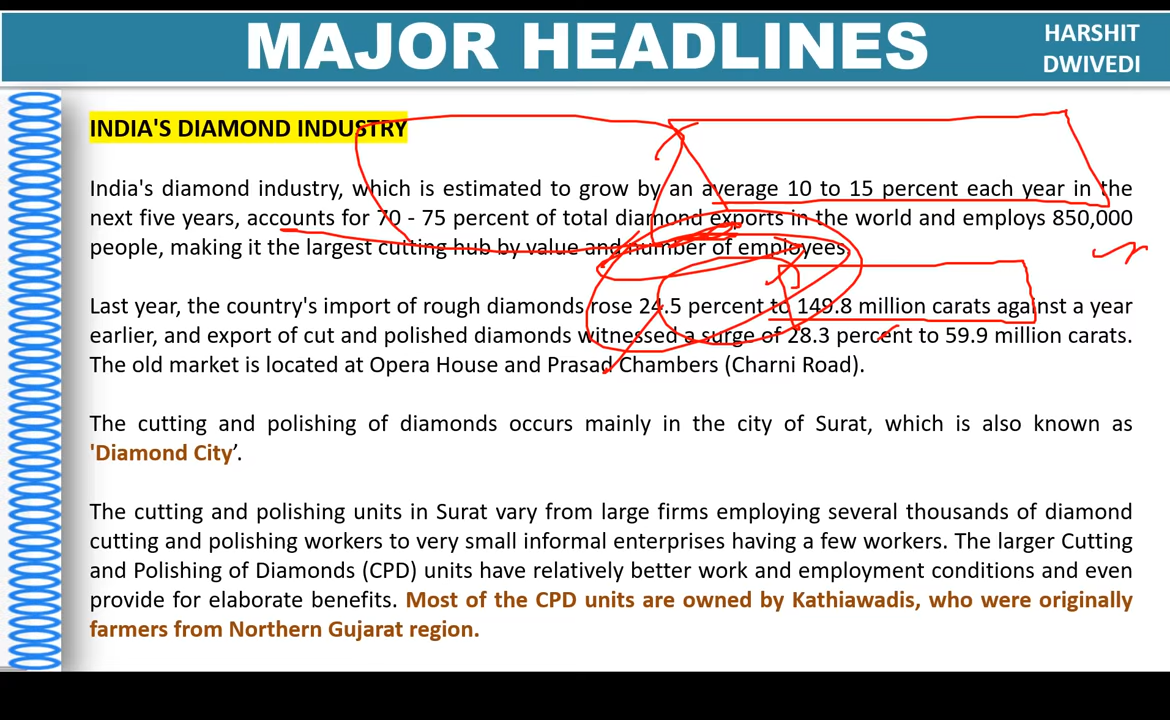 MAJOR HEADLINES
HARSHIT
DWIVEDI
INDIA'S DIAMOND INDUSTRY
India's diamond industry, which is estimated to grow by an average 10 to 15 percent each year in the
next five years, accounts for 70 - 75 percent of total diamond exports in the world and employs 850,000
people, making it the largest cutting hub by value and number of employees.
Last year, the country's import of rough diamonds rose 24.5 percent to 149.8 million carats against a year
earlier, and export of cut and polished diamonds witnessed a surge of 28.3 percent to 59.9 million carats.
The old market is located at Opera House and Prasad Chambers (Charni Road).
The cutting and polishing of diamonds occurs mainly in the city of Surat, which is also known as
'Diamond City’.
The cutting and polishing units in Surat vary from large firms employing several thousands of diamond
cutting and polishing workers to very small informal enterprises having a few workers. The larger Cutting
and Polishing of Diamonds (CPD) units have relatively better work and employment conditions and even
provide for elaborate benefits. Most of the CPD units are owned by Kathiawadis, who were originally
farmers from Northern Gujarat region.